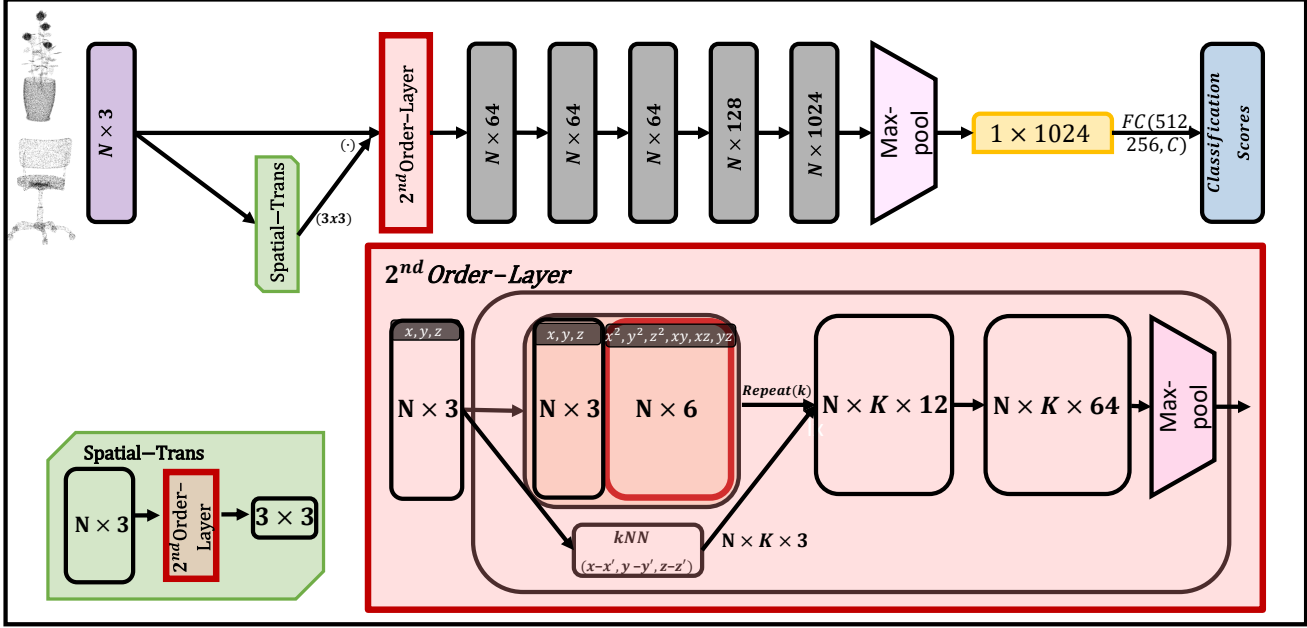 N × 3
Spatial–Trans
(3x3)
(·)
2ⁿᵈ Order–Layer
N × 64
N × 64
N × 64
N × 128
N × 1024
Max-
pool
1 × 1024
FC(512
256, C)
Classification
Scores
2ⁿᵈ Order–Layer
x, y, z
N × 3
x, y, z
N × 3
x², y², z², xy, xz, yz
N × 6
Repeat(k)
kNN
(x–x′, y–y′, z–z′)
N × K × 3
N × K × 12
N × K × 64
Max-
pool
Spatial–Trans
N × 3
2ⁿᵈ Order–
Layer
3 × 3